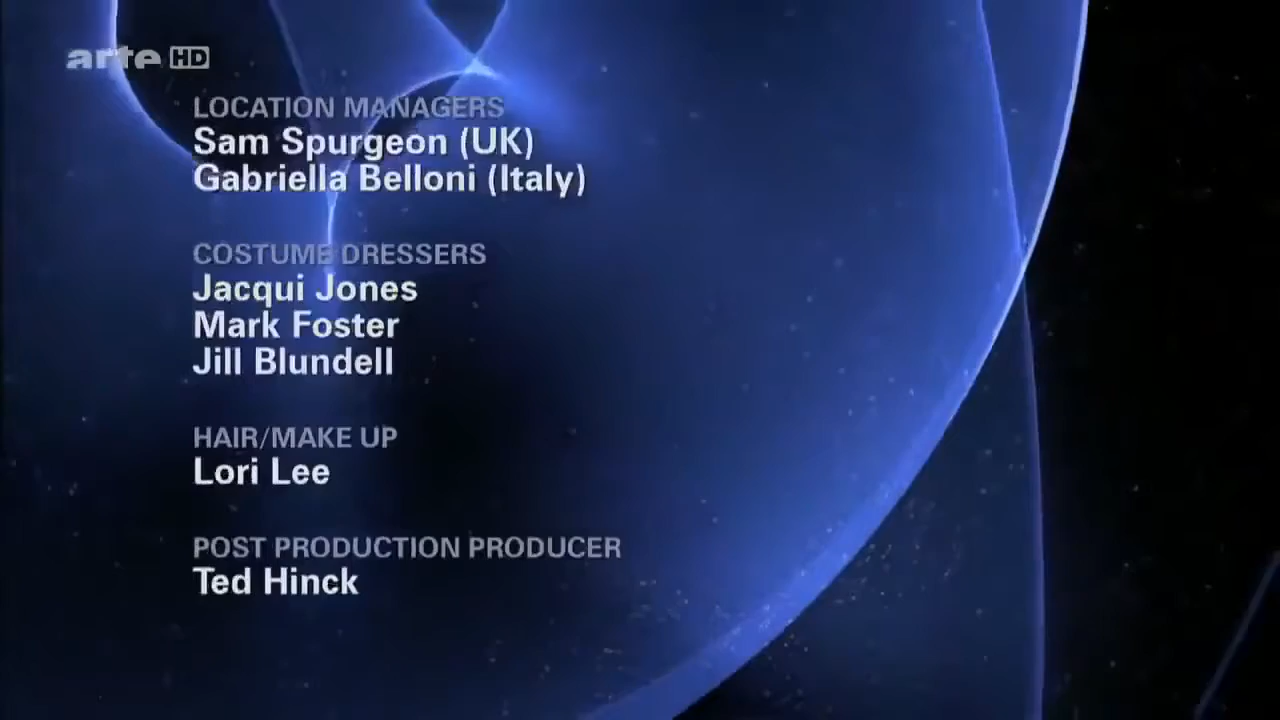 arte HD
LOCATION MANAGERS
Sam Spurgeon (UK)
Gabriella Belloni (Italy)
COSTUME DRESSERS
Jacqui Jones
Mark Foster
Jill Blundell
HAIR/MAKE UP
Lori Lee
POST PRODUCTION PRODUCER
Ted Hinck